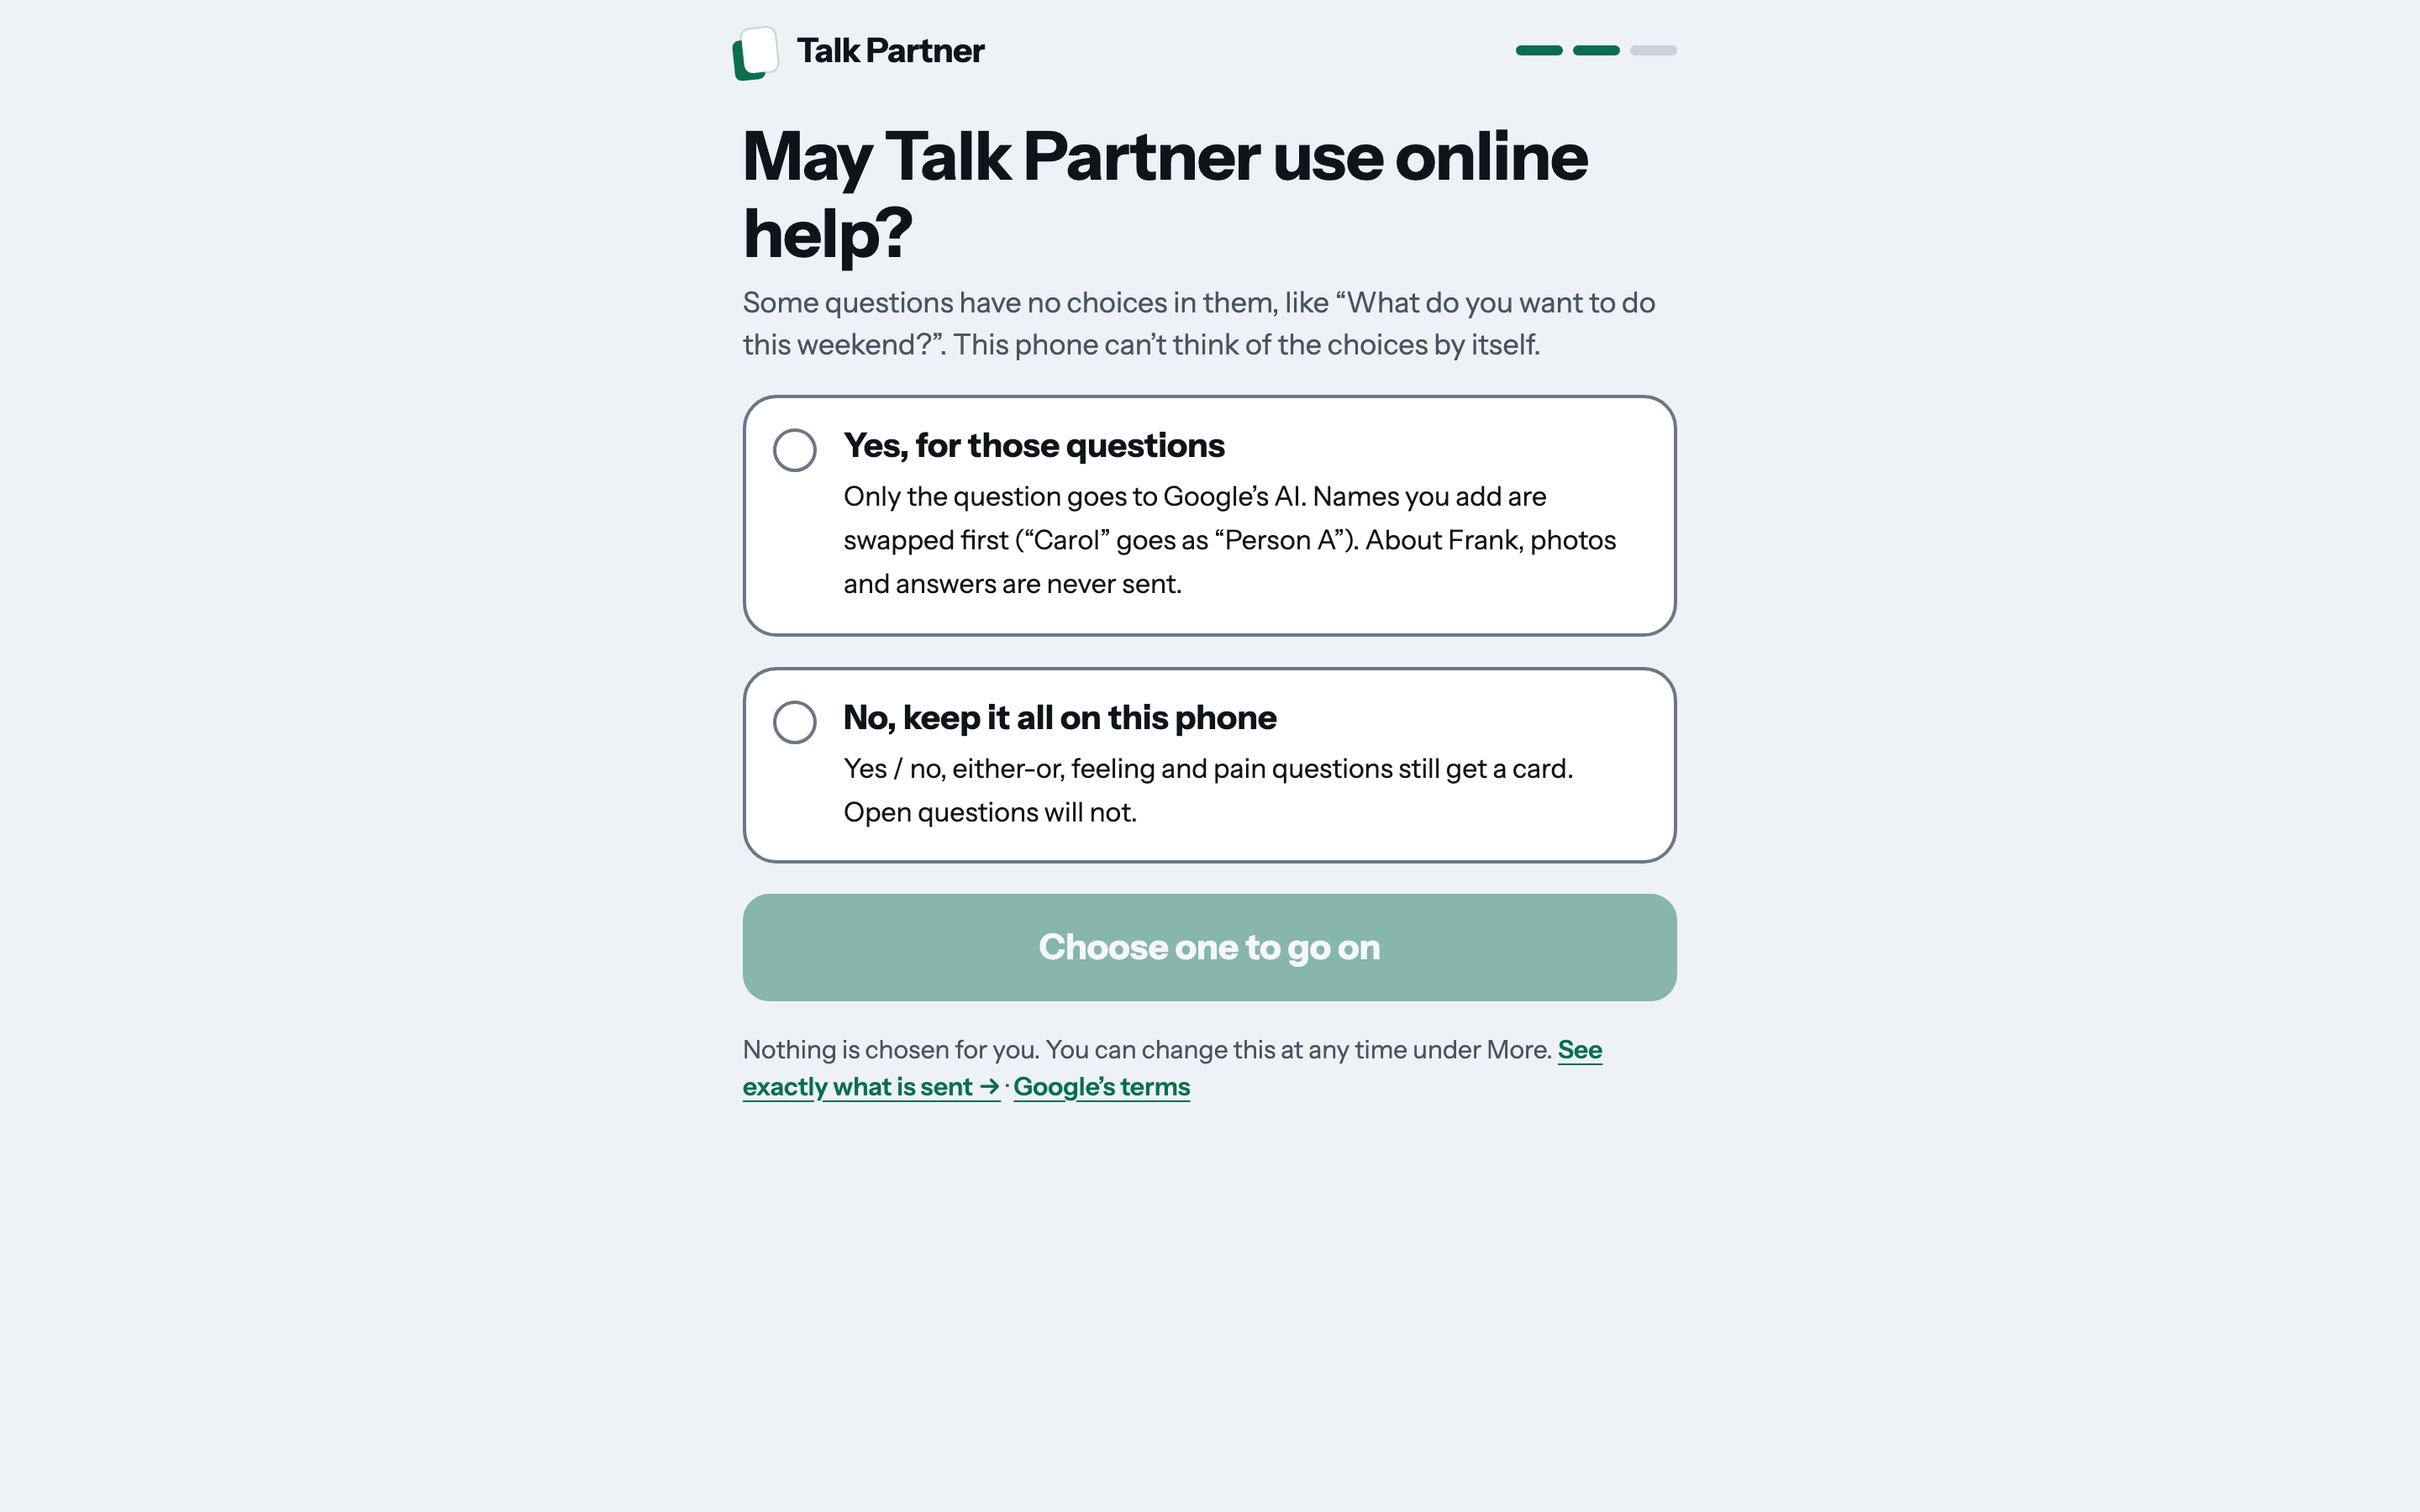 Talk Partner
May Talk Partner use online
help?
Some questions have no choices in them, like “What do you want to do
this weekend?”. This phone can’t think of the choices by itself.
Yes, for those questions
Only the question goes to Google’s AI. Names you add are
swapped first (“Carol” goes as “Person A”). About Frank, photos
and answers are never sent.
No, keep it all on this phone
Yes / no, either-or, feeling and pain questions still get a card.
Open questions will not.
Choose one to go on
Nothing is chosen for you. You can change this at any time under More. See
exactly what is sent → · Google’s terms